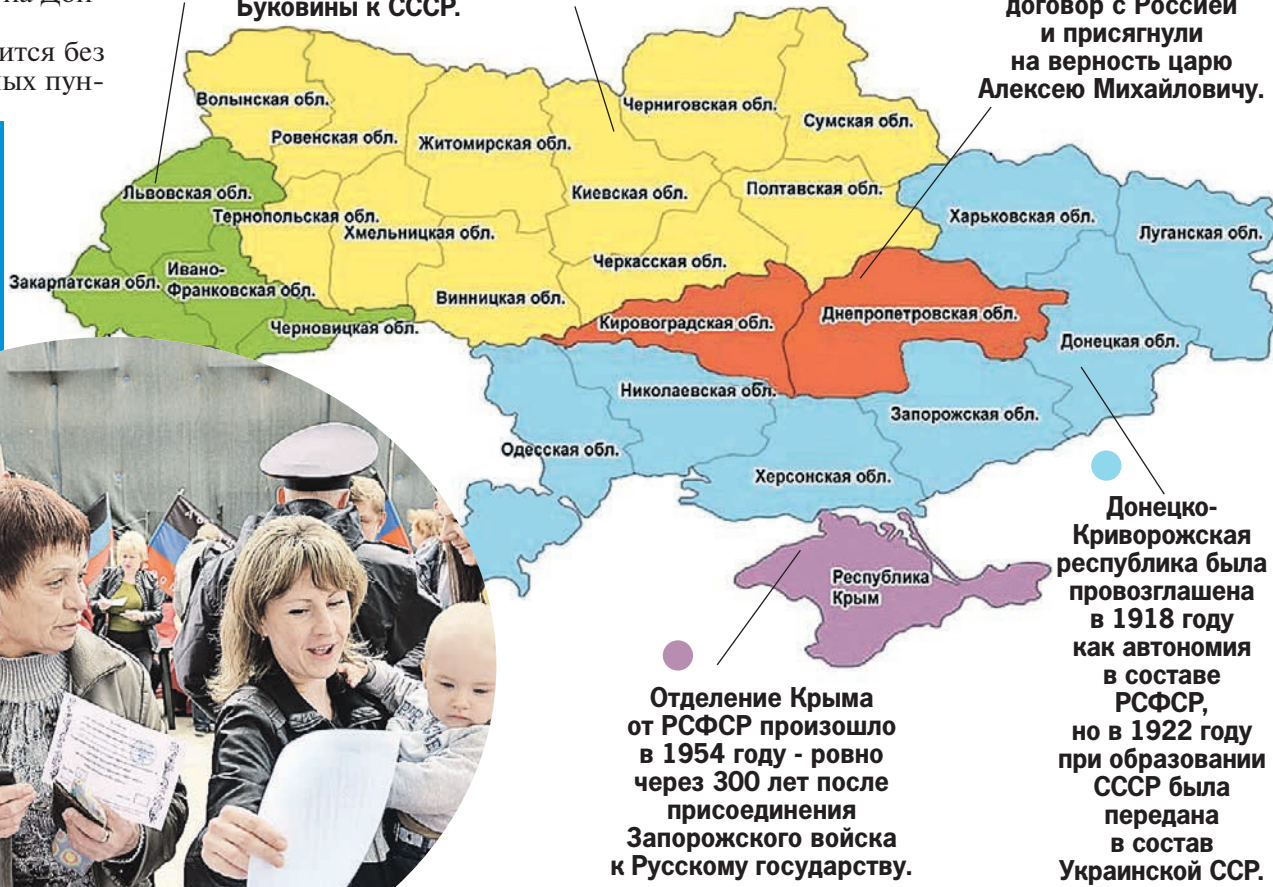 на Дон-
ится без
ных пун-
Буковины к СССР.
договор с Россией
и присягнули
на верность царю
Алексею Михайловичу.
Волынская обл.
Ровенская обл.
Житомирская обл.
Черниговская обл.
Сумская обл.
Львовская обл.
Тернопольская обл.
Хмельницкая обл.
Киевская обл.
Полтавская обл.
Харьковская обл.
Луганская обл.
Закарпатская обл.
Ивано-
Франковская обл.
Черновицкая обл.
Винницкая обл.
Черкасская обл.
Кировоградская обл.
Днепропетровская обл.
Донецкая обл.
Николаевская обл.
Запорожская обл.
Одесская обл.
Херсонская обл.
Республика
Крым
Отделение Крыма
от РСФСР произошло
в 1954 году - ровно
через 300 лет после
присоединения
Запорожского войска
к Русскому государству.
Донецко-
Криворожская
республика была
провозглашена
в 1918 году
как автономия
в составе
РСФСР,
но в 1922 году
при образовании
СССР была
передана
в состав
Украинской ССР.